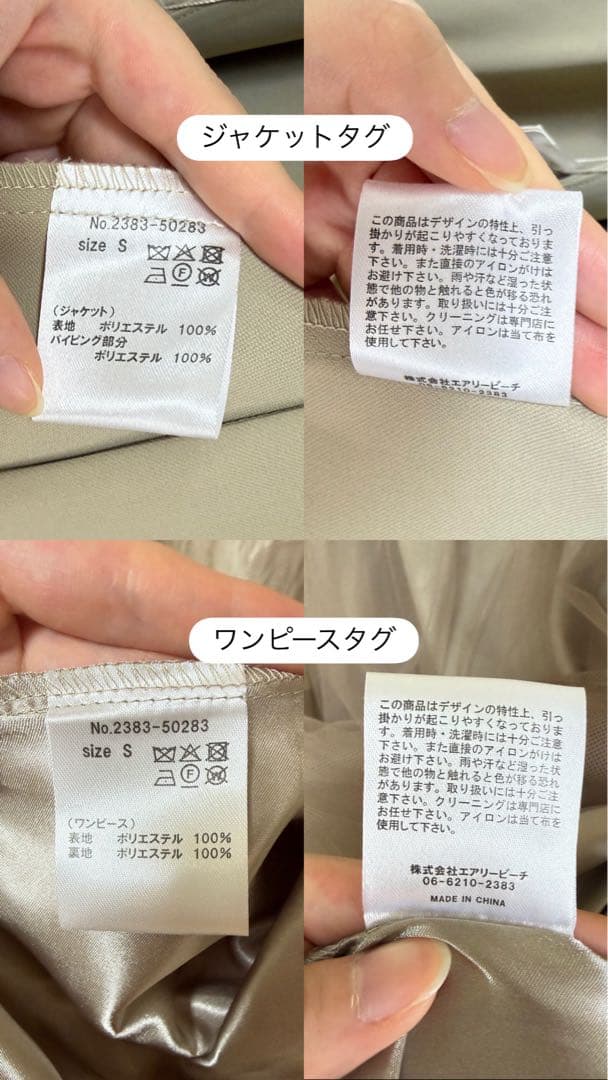 ジャケットタグ
No.2383-50283
size S
(ジャケット)
表地 ポリエステル 100%
パイピング部分
ポリエステル 100%
この商品はデザインの特性上、引っ
掛かりが起こりやすくなっておりま
す。着用時・洗濯時には十分ご注意
下さい。また直接のアイロンがけは
お避け下さい。雨や汗など湿った状
態で他の物と触れると色が移る恐れ
があります。取り扱いには十分ご注
意下さい。クリーニングは専門店に
お任せ下さい。アイロンは当て布を
使用して下さい。
株式会社エアリービーチ
06-6210-2383
ワンピースタグ
No.2383-50283
size S
(ワンピース)
表地 ポリエステル 100%
裏地 ポリエステル 100%
この商品はデザインの特性上、引っ
掛かりが起こりやすくなっておりま
す。着用時・洗濯時には十分ご注意
下さい。また直接のアイロンがけは
お避け下さい。雨や汗など湿った状
態で他の物と触れると色が移る恐れ
があります。取り扱いには十分ご注
意下さい。クリーニングは専門店に
お任せ下さい。アイロンは当て布を
使用して下さい。
株式会社エアリービーチ
06-6210-2383
MADE IN CHINA